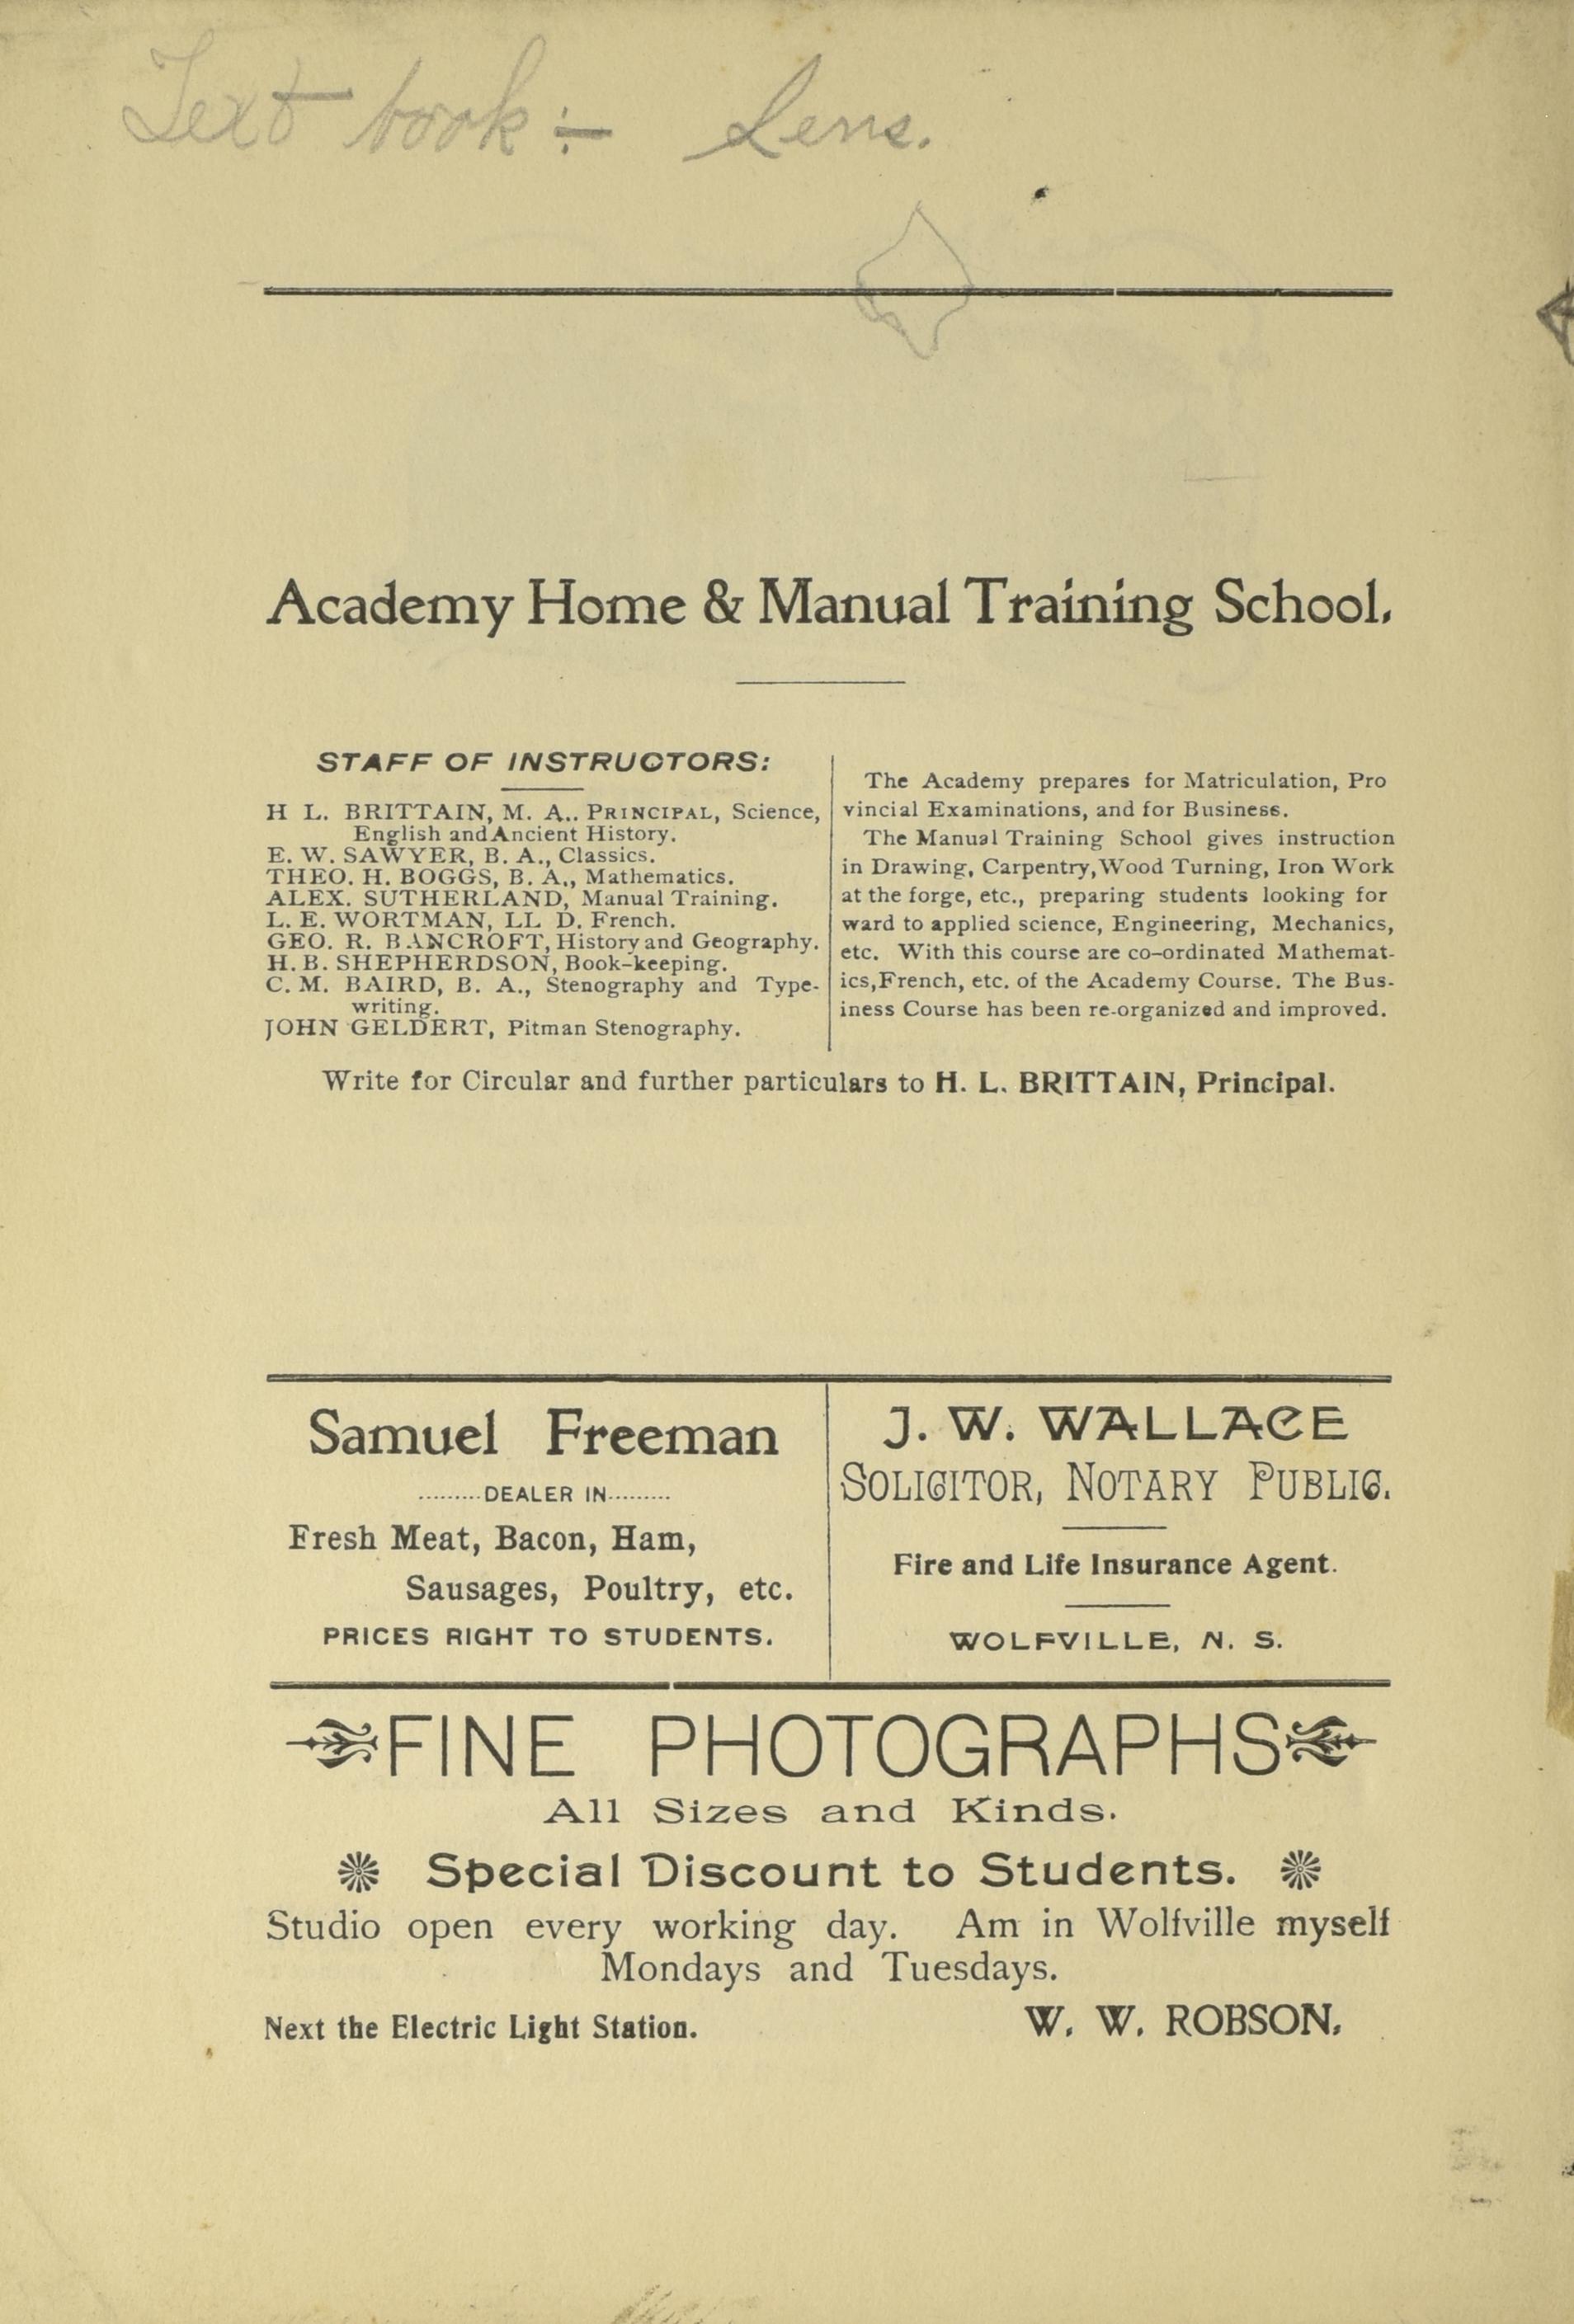 Text book :- Lens.
Academy Home & Manual Training School.
STAFF OF INSTRUCTORS:
H L. BRITTAIN, M. A.. PRINCIPAL, Science,
English and Ancient History.
E. W. SAWYER, B. A., Classics.
THEO. H. BOGGS, B. A., Mathematics.
ALEX. SUTHERLAND, Manual Training.
L. E. WORTMAN, LL D. French.
GEO. R. BANCROFT, History and Geography.
H. B. SHEPHERDSON, Book-keeping.
C. M. BAIRD, B. A., Stenography and Type-
writing.
JOHN GELDERT, Pitman Stenography.
The Academy prepares for Matriculation, Pro
vincial Examinations, and for Business.
The Manual Training School gives instruction
in Drawing, Carpentry, Wood Turning, Iron Work
at the forge, etc., preparing students looking for
ward to applied science, Engineering, Mechanics,
etc. With this course are co-ordinated Mathemat-
ics, French, etc. of the Academy Course. The Bus-
iness Course has been re-organized and improved.
Write for Circular and further particulars to H. L. BRITTAIN, Principal.
Samuel Freeman
.........DEALER IN.........
Fresh Meat, Bacon, Ham,
Sausages, Poultry, etc.
PRICES RIGHT TO STUDENTS.
J. W. WALLACE
SOLICITOR, NOTARY PUBLIC.
Fire and Life Insurance Agent.
WOLFVILLE, N. S.
FINE PHOTOGRAPHS
All Sizes and Kinds.
Special Discount to Students.
Studio open every working day. Am in Wolfville myself
Mondays and Tuesdays.
Next the Electric Light Station.
W. W. ROBSON.